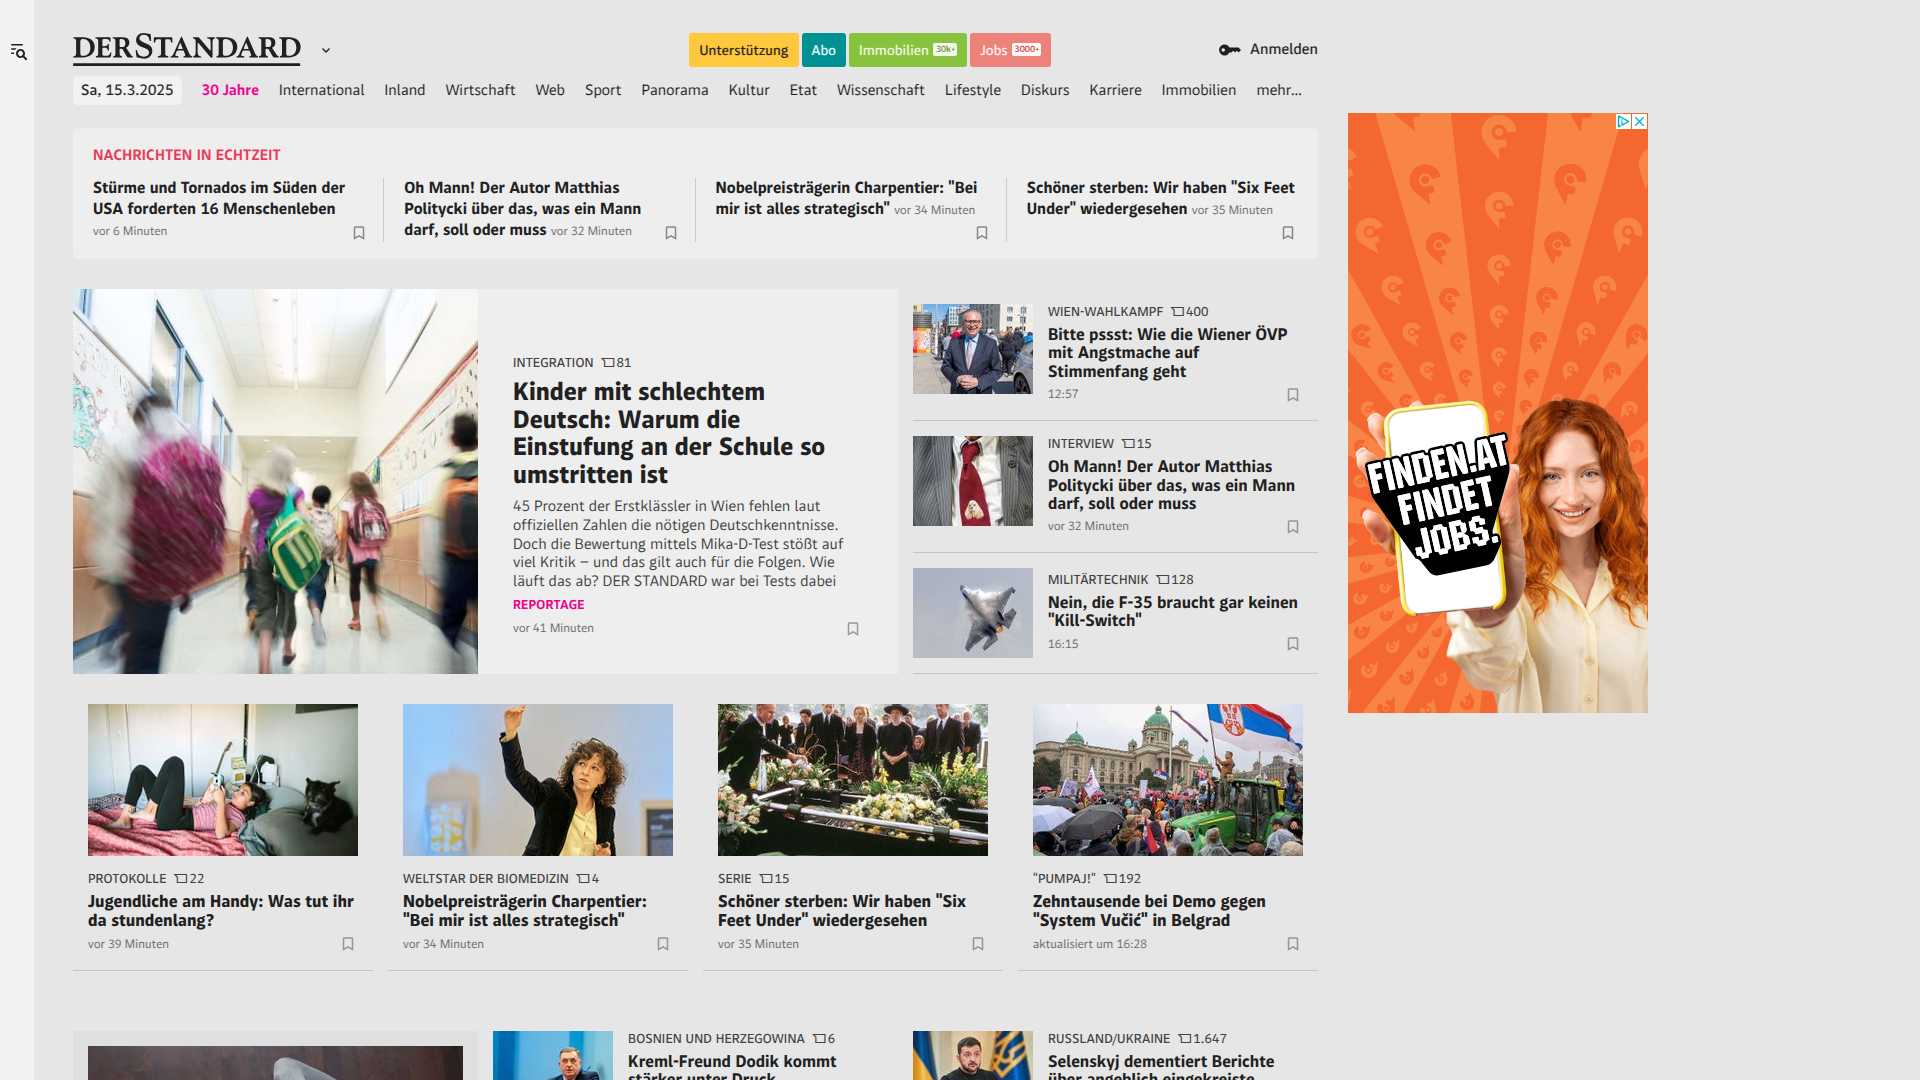 DERSTANDARD
Unterstützung
Abo
Immobilien 30k+
Jobs 3000+
Anmelden
Sa, 15.3.2025
30 Jahre
International
Inland
Wirtschaft
Web
Sport
Panorama
Kultur
Etat
Wissenschaft
Lifestyle
Diskurs
Karriere
Immobilien
mehr...
NACHRICHTEN IN ECHTZEIT
Stürme und Tornados im Süden der
USA forderten 16 Menschenleben
vor 6 Minuten
Oh Mann! Der Autor Matthias
Politycki über das, was ein Mann
darf, soll oder muss vor 32 Minuten
Nobelpreisträgerin Charpentier: "Bei
mir ist alles strategisch" vor 34 Minuten
Schöner sterben: Wir haben "Six Feet
Under" wiedergesehen vor 35 Minuten
INTEGRATION 81
Kinder mit schlechtem
Deutsch: Warum die
Einstufung an der Schule so
umstritten ist
45 Prozent der Erstklässler in Wien fehlen laut
offiziellen Zahlen die nötigen Deutschkenntnisse.
Doch die Bewertung mittels Mika-D-Test stößt auf
viel Kritik – und das gilt auch für die Folgen. Wie
läuft das ab? DER STANDARD war bei Tests dabei
REPORTAGE
vor 41 Minuten
WIEN-WAHLKAMPF 400
Bitte pssst: Wie die Wiener ÖVP
mit Angstmache auf
Stimmenfang geht
12:57
INTERVIEW 15
Oh Mann! Der Autor Matthias
Politycki über das, was ein Mann
darf, soll oder muss
vor 32 Minuten
MILITÄRTECHNIK 128
Nein, die F-35 braucht gar keinen
"Kill-Switch"
16:15
FINDEN.AT
FINDET
JOBS.
PROTOKOLLE 22
Jugendliche am Handy: Was tut ihr
da stundenlang?
vor 39 Minuten
WELTSTAR DER BIOMEDIZIN 4
Nobelpreisträgerin Charpentier:
"Bei mir ist alles strategisch"
vor 34 Minuten
SERIE 15
Schöner sterben: Wir haben "Six
Feet Under" wiedergesehen
vor 35 Minuten
"PUMPAJ!" 192
Zehntausende bei Demo gegen
"System Vučić" in Belgrad
aktualisiert um 16:28
BOSNIEN UND HERZEGOWINA 6
Kreml-Freund Dodik kommt
stärker unter Druck
RUSSLAND/UKRAINE 1.647
Selenskyj dementiert Berichte
über angeblich eingekreiste